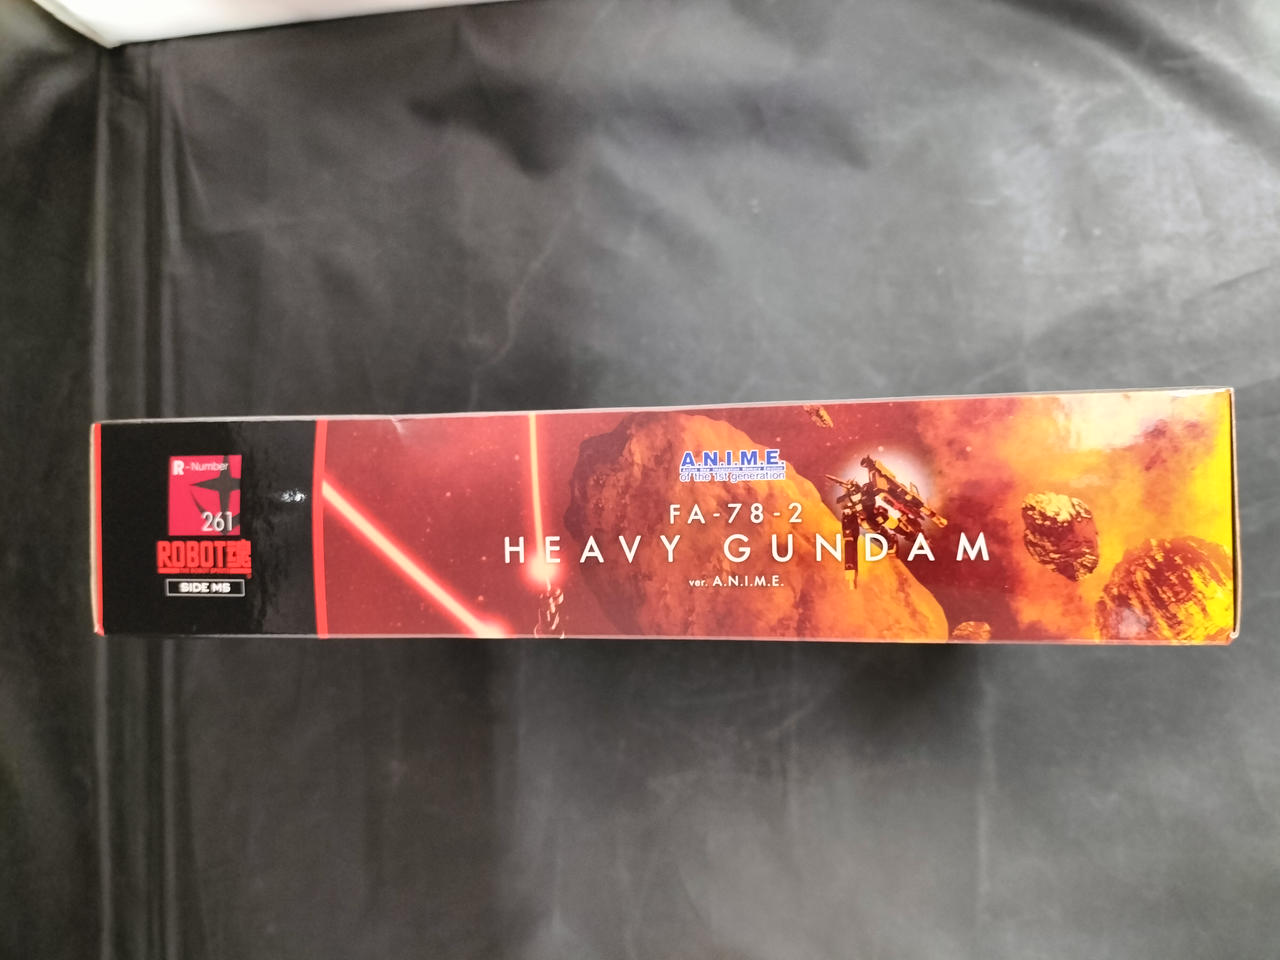 R-Number
261
ROBOT魂
SIDE MS
A.N.I.M.E.
of the 1st generation
FA-78-2
HEAVY GUNDAM
ver. A.N.I.M.E.